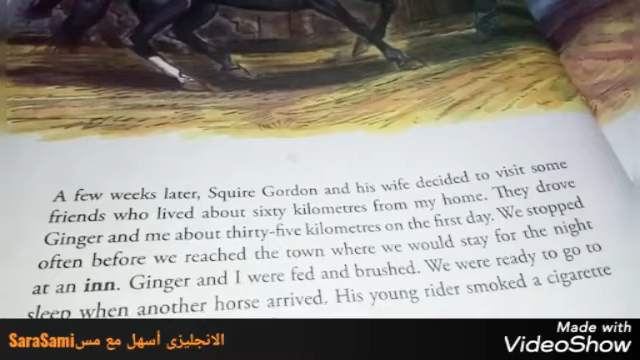 Made with
VideoShow
A few weeks later, Squire Gordon and his wife decided to visit some
friends who lived about sixty kilometres from my home. They drove
Ginger and me about thirty-five kilometres on the first day. We stopped
often before we reached the town where we would stay for the night
at an inn. Ginger and I were fed and brushed. We were ready to go to
sleep when another horse arrived. His young rider smoked a cigarette
الانجليزى أسهل مع مسSaraSami
Made with
VideoShow